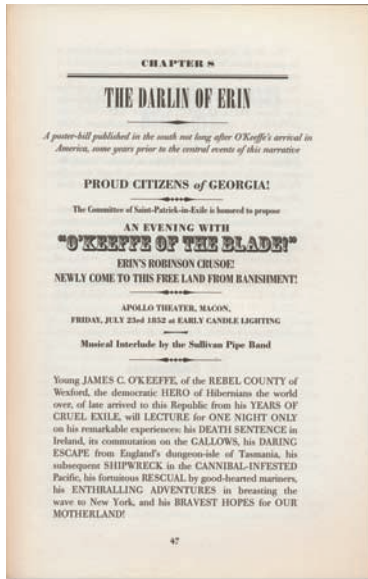 CHAPTER 8
THE DARLIN OF ERIN
A poster-bill published in the south not long after O'Keeffe's arrival in
America, some years prior to the central events of this narrative
PROUD CITIZENS of GEORGIA!
The Committee of Saint-Patrick-in-Exile is honored to propose
AN EVENING WITH
"O'KEEFFE OF THE BLADE!"
ERIN'S ROBINSON CRUSOE!
NEWLY COME TO THIS FREE LAND FROM BANISHMENT!
APOLLO THEATER, MACON,
FRIDAY, JULY 23rd 1852 at EARLY CANDLE LIGHTING
Musical Interlude by the Sullivan Pipe Band
Young JAMES C. O'KEEFFE, of the REBEL COUNTY of
Wexford, the democratic HERO of Hibernians the world
over, of late arrived to this Republic from his YEARS OF
CRUEL EXILE, will LECTURE for ONE NIGHT ONLY
on his remarkable experiences: his DEATH SENTENCE in
Ireland, its commutation on the GALLOWS, his DARING
ESCAPE from England's dungeon-isle of Tasmania, his
subsequent SHIPWRECK in the CANNIBAL-INFESTED
Pacific, his fortuitous RESCUAL by good-hearted mariners,
his ENTHRALLING ADVENTURES in breasting the
wave to New York, and his BRAVEST HOPES for OUR
MOTHERLAND!
47